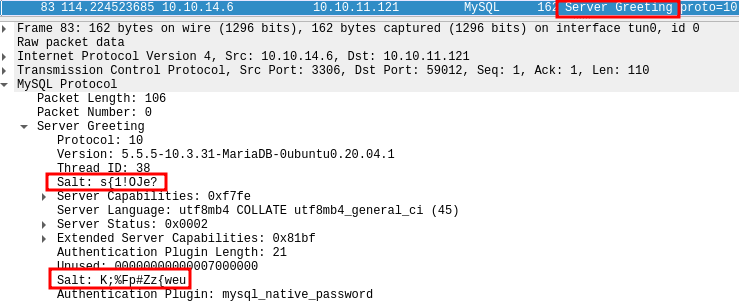 83 114.224523685 10.10.14.6 10.10.11.121 MySQL 162 Server Greeting proto=10
Frame 83: 162 bytes on wire (1296 bits), 162 bytes captured (1296 bits) on interface tun0, id 0
Raw packet data
Internet Protocol Version 4, Src: 10.10.14.6, Dst: 10.10.11.121
Transmission Control Protocol, Src Port: 3306, Dst Port: 59012, Seq: 1, Ack: 1, Len: 110
MySQL Protocol
Packet Length: 106
Packet Number: 0
Server Greeting
Protocol: 10
Version: 5.5.5-10.3.31-MariaDB-0ubuntu0.20.04.1
Thread ID: 38
Salt: s{1!OJe?
Server Capabilities: 0xf7fe
Server Language: utf8mb4 COLLATE utf8mb4_general_ci (45)
Server Status: 0x0002
Extended Server Capabilities: 0x81bf
Authentication Plugin Length: 21
Unused: 00000000000007000000
Salt: K;%Fp#Zz{weu
Authentication Plugin: mysql_native_password